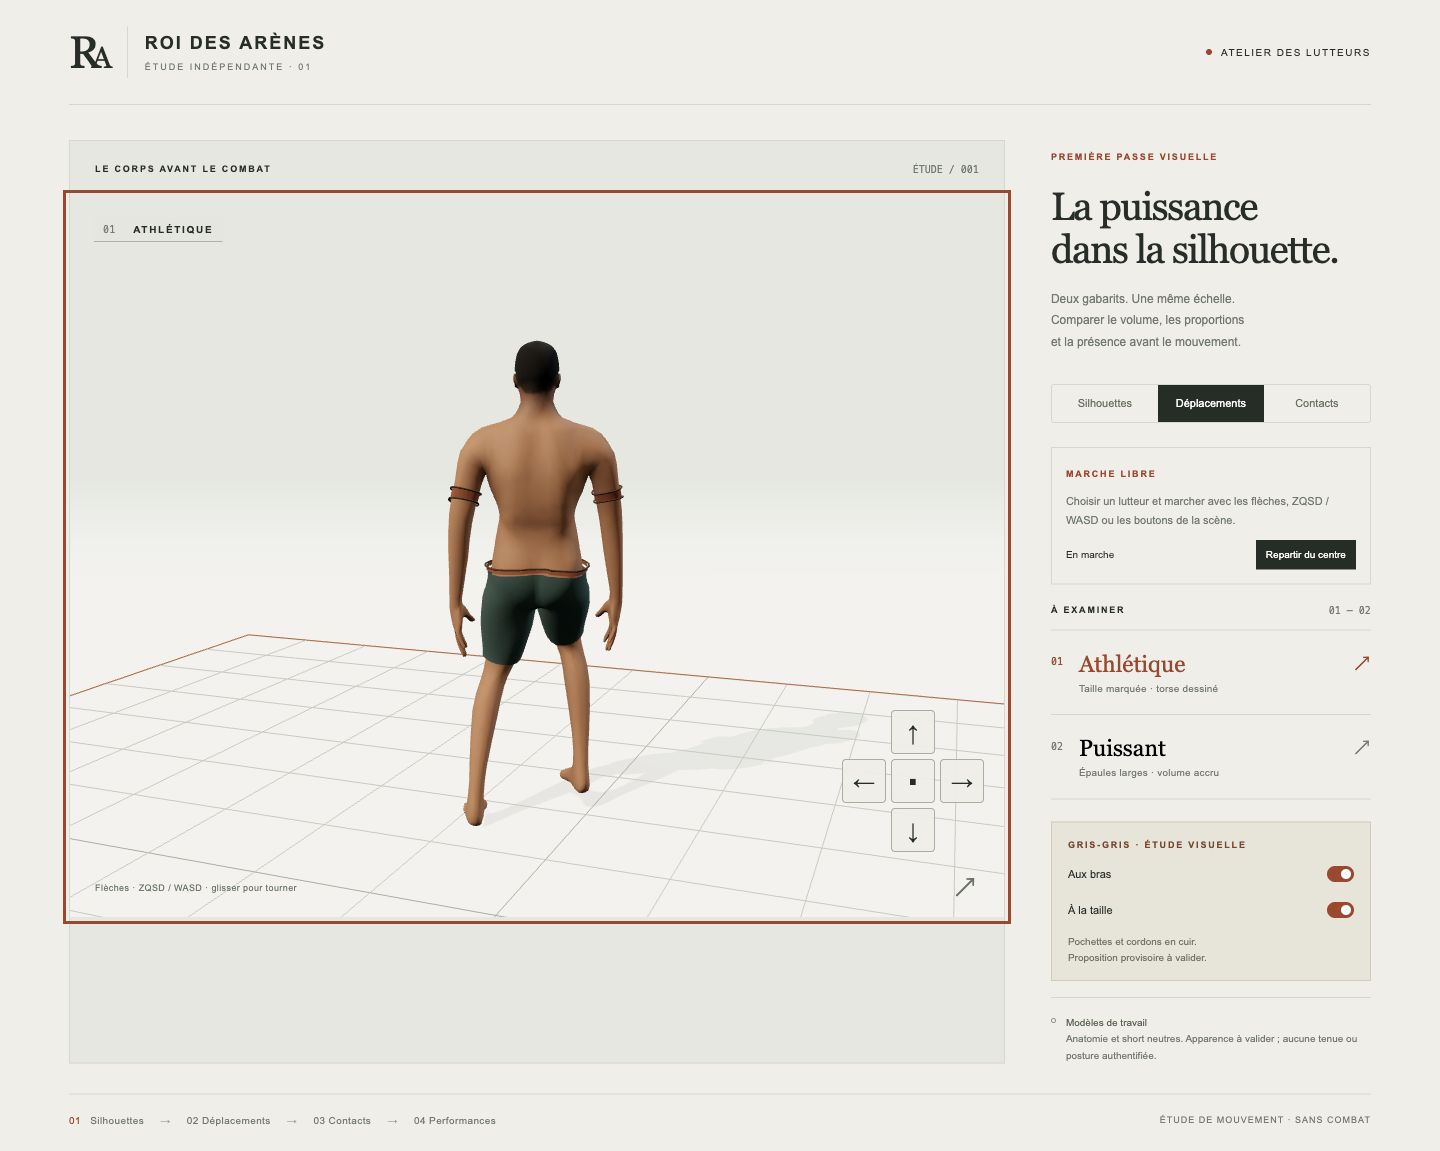 RA
ROI DES ARÈNES
ÉTUDE INDÉPENDANTE · 01
ATELIER DES LUTTEURS
LE CORPS AVANT LE COMBAT
ÉTUDE / 001
01 ATHLÉTIQUE
↑
← ▪ →
↓
Flèches · ZQSD / WASD · glisser pour tourner
↗
PREMIÈRE PASSE VISUELLE
La puissance
dans la silhouette.
Deux gabarits. Une même échelle.
Comparer le volume, les proportions
et la présence avant le mouvement.
Silhouettes
Déplacements
Contacts
MARCHE LIBRE
Choisir un lutteur et marcher avec les flèches, ZQSD /
WASD ou les boutons de la scène.
En marche
Repartir du centre
À EXAMINER
01 — 02
01 Athlétique ↗
Taille marquée · torse dessiné
02 Puissant ↗
Épaules larges · volume accru
GRIS-GRIS · ÉTUDE VISUELLE
Aux bras
À la taille
Pochettes et cordons en cuir.
Proposition provisoire à valider.
Modèles de travail
Anatomie et short neutres. Apparence à valider ; aucune tenue ou
posture authentifiée.
01 Silhouettes → 02 Déplacements → 03 Contacts → 04 Performances
ÉTUDE DE MOUVEMENT · SANS COMBAT